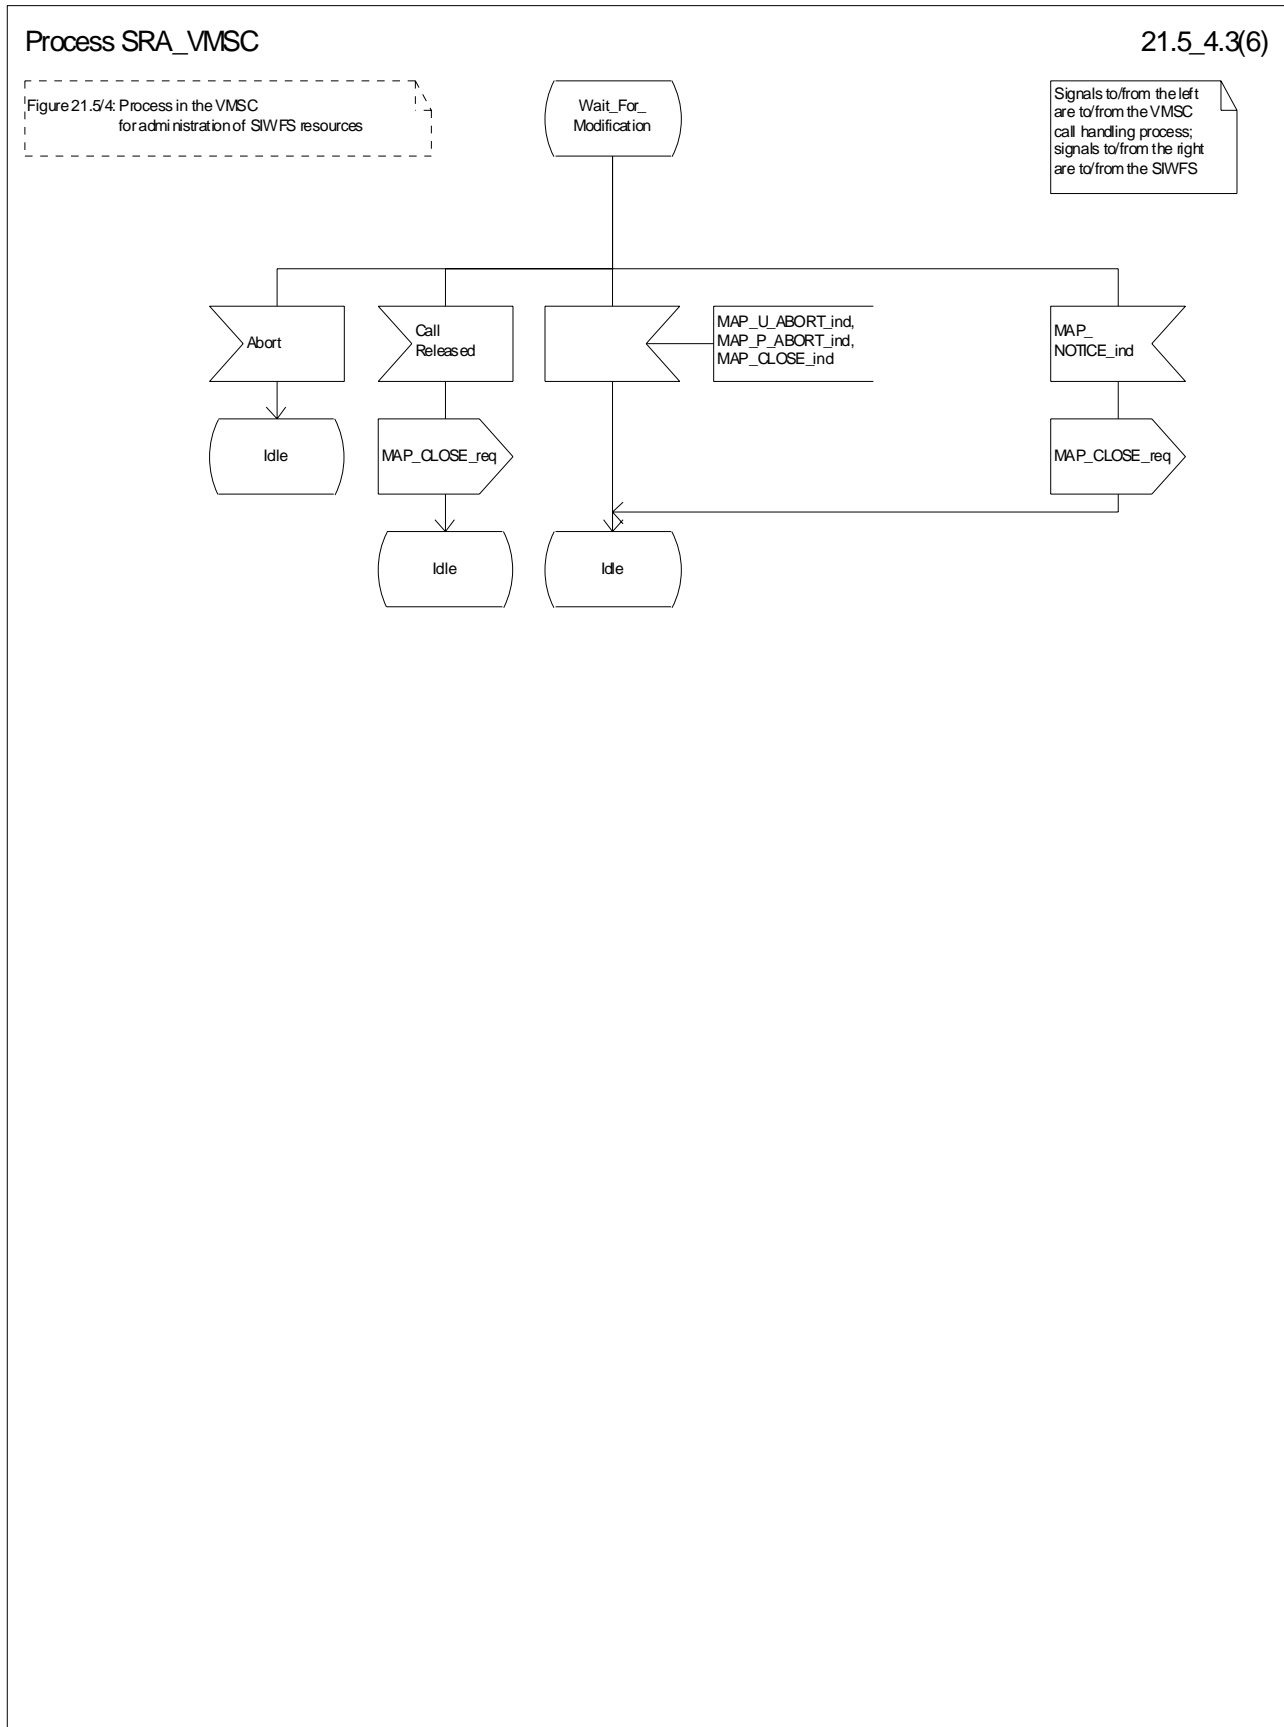 Process SRA_VMSC
21.5_4.3(6)
Figure 21.5/4: Process in the VMSC
for administration of SIWFS resources
Wait_For_
Modification
Signals to/from the left
are to/from the VMSC
call handling process;
signals to/from the right
are to/from the SIWFS
Abort
Call
Released
MAP_U_ABORT_ind,
MAP_P_ABORT_ind,
MAP_CLOSE_ind
MAP_
NOTICE_ind
Idle
MAP_CLOSE_req
MAP_CLOSE_req
Idle
Idle